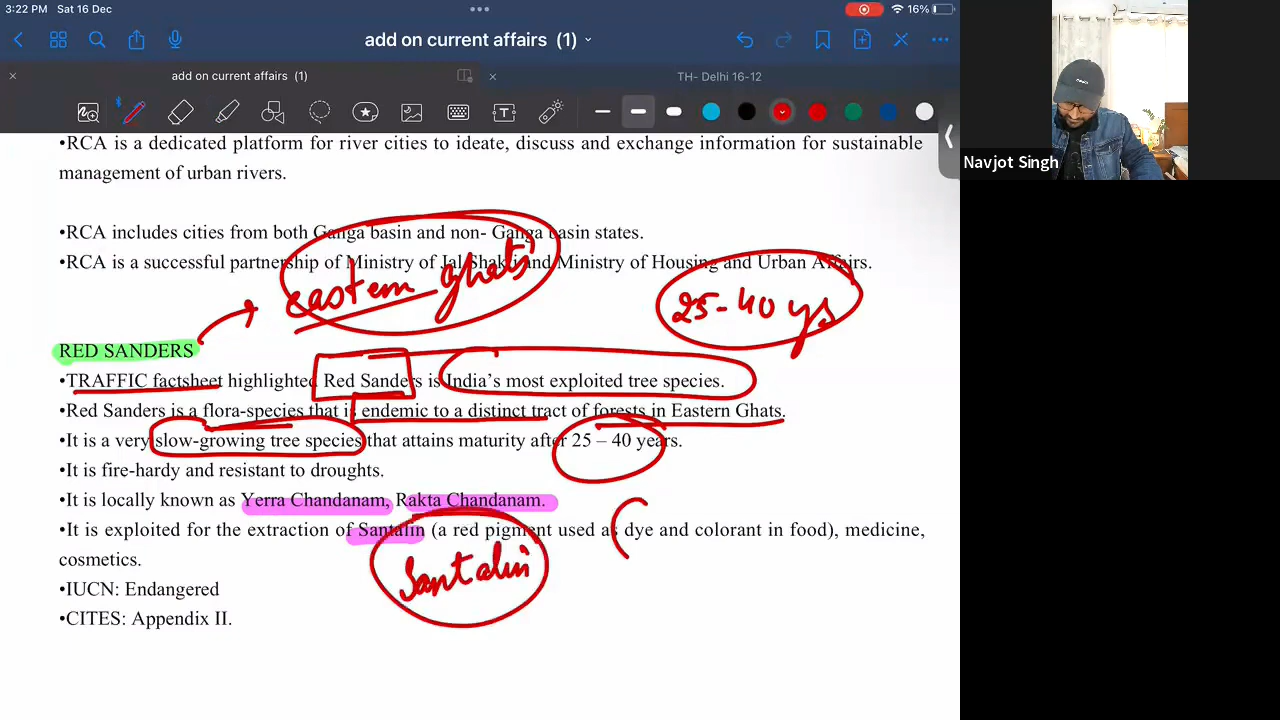 3:22 PM Sat 16 Dec
16%
add on current affairs (1)
add on current affairs (1)
TH- Delhi 16-12
Navjot Singh
•RCA is a dedicated platform for river cities to ideate, discuss and exchange information for sustainable
management of urban rivers.
•RCA includes cities from both Ganga basin and non- Ganga basin states.
•RCA is a successful partnership of Ministry of Jal Shakti and Ministry of Housing and Urban Affairs.
eastern ghats
25-40 ys
RED SANDERS
•TRAFFIC factsheet highlighted Red Sanders is India's most exploited tree species.
•Red Sanders is a flora-species that is endemic to a distinct tract of forests in Eastern Ghats.
•It is a very slow-growing tree species that attains maturity after 25 – 40 years.
•It is fire-hardy and resistant to droughts.
•It is locally known as Yerra Chandanam, Rakta Chandanam.
•It is exploited for the extraction of Santalin (a red pigment used as dye and colorant in food), medicine,
cosmetics.
Santalin
•IUCN: Endangered
•CITES: Appendix II.